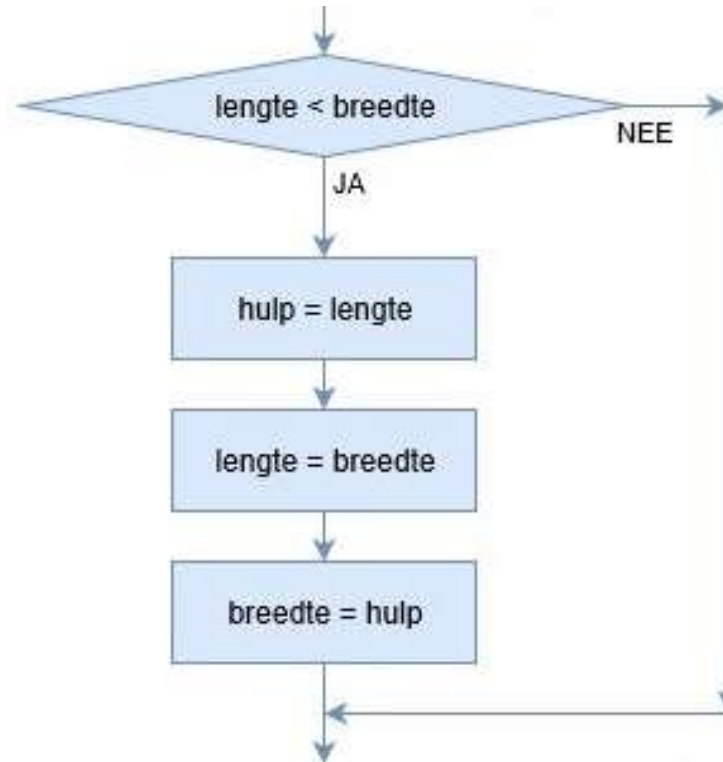 lengte < breedte
NEE
JA
hulp = lengte
lengte = breedte
breedte = hulp